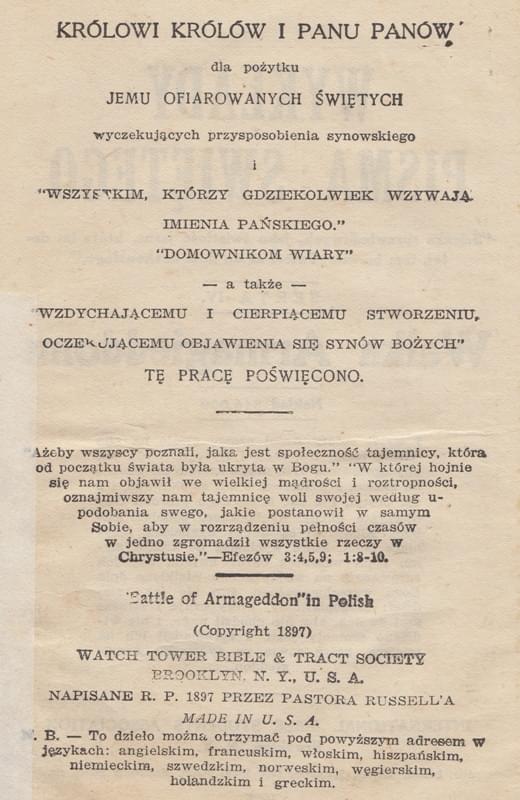 KRÓLOWI KRÓLÓW I PANU PANÓW
dla pożytku
JEMU OFIAROWANYCH ŚWIĘTYCH
wyczekujących przysposobienia synowskiego
i
"WSZYSTKIM, KTÓRZY GDZIEKOLWIEK WZYWAJĄ
IMIENIA PAŃSKIEGO."
"DOMOWNIKOM WIARY"
— a także —
"WZDYCHAJĄCEMU I CIERPIĄCEMU STWORZENIU,
OCZEKUJĄCEMU OBJAWIENIA SIĘ SYNÓW BOŻYCH"
TĘ PRACĘ POŚWIĘCONO.
"Ażeby wszyscy poznali, jaka jest społeczność tajemnicy, która
od początku świata była ukryta w Bogu." "W której hojnie
się nam objawił we wielkiej mądrości i roztropności,
oznajmiwszy nam tajemnicę woli swojej według u-
podobania swego, jakie postanowił w samym
Sobie, aby w rozrządzeniu pełności czasów
w jedno zgromadził wszystkie rzeczy w
Chrystusie."—Efezów 3:4,5,9; 1:8-10.
"Battle of Armageddon" in Polish
(Copyright 1897)
WATCH TOWER BIBLE & TRACT SOCIETY
BROOKLYN, N. Y., U. S. A.
NAPISANE R. P. 1897 PRZEZ PASTORA RUSSELL'A
MADE IN U. S. A.
N. B. — To dzieło można otrzymać pod powyższym adresem w
językach: angielskim, francuskim, włoskim, hiszpańskim,
niemieckim, szwedzkim, norweskim, węgierskim,
holandzkim i greckim.